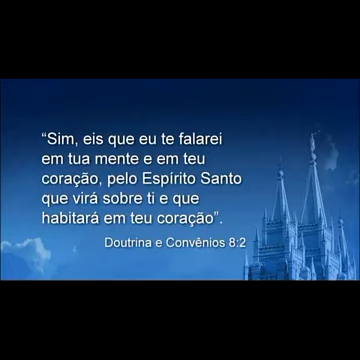 “Sim, eis que eu te falarei
em tua mente e em teu
coração, pelo Espírito Santo
que virá sobre ti e que
habitará em teu coração”.
Doutrina e Convênios 8:2